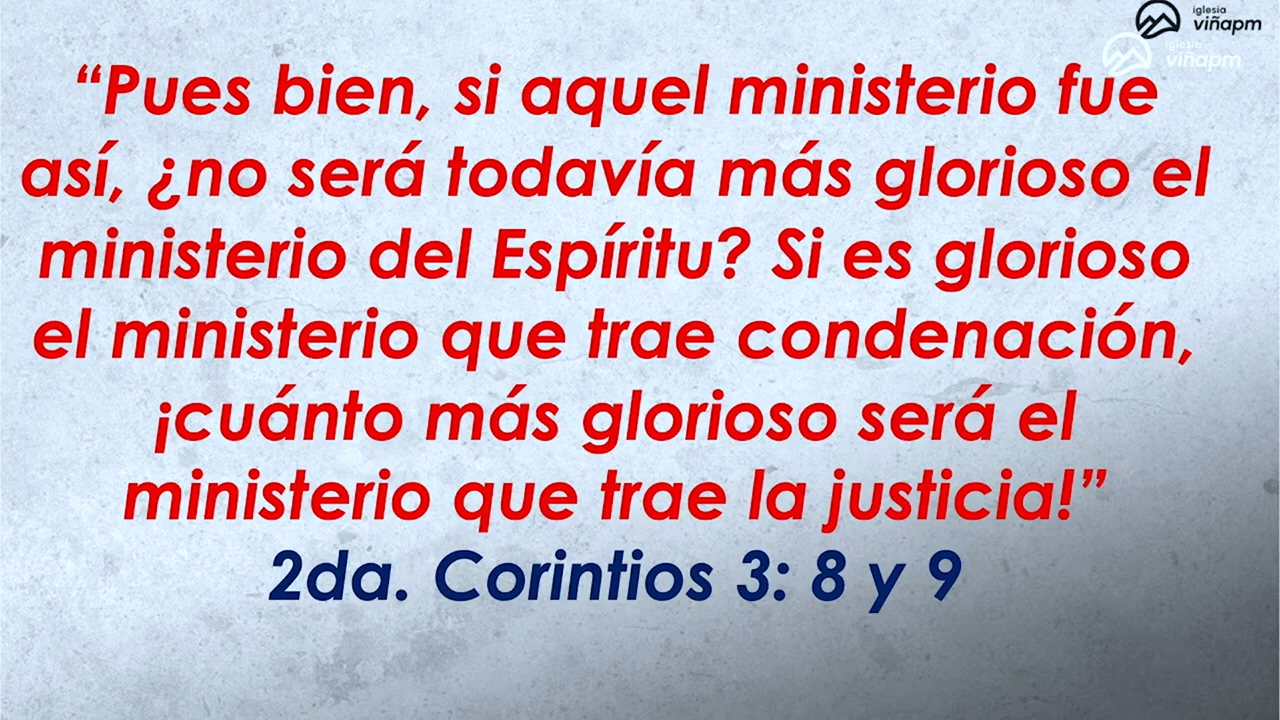 iglesia
viñapm
iglesia
viñapm
“Pues bien, si aquel ministerio fue
así, ¿no será todavía más glorioso el
ministerio del Espíritu? Si es glorioso
el ministerio que trae condenación,
¡cuánto más glorioso será el
ministerio que trae la justicia!”
2da. Corintios 3: 8 y 9